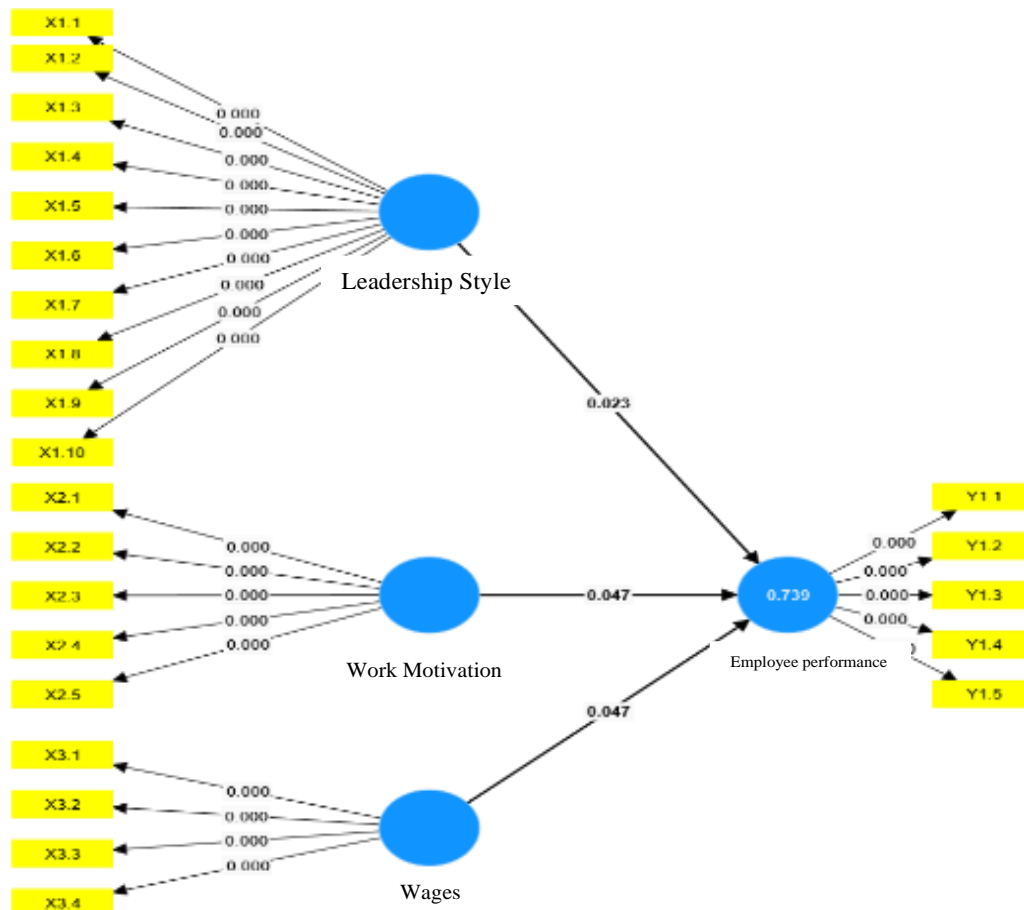 X1.1
X1.2
X1.3
X1.4
X1.5
X1.6
X1.7
X1.8
X1.9
X1.10
0.000
0.000
0.000
0.000
0.000
0.000
0.000
0.000
0.000
0.000
Leadership Style
0.023
X2.1
X2.2
X2.3
X2.4
X2.5
0.000
0.000
0.000
0.000
0.000
Work Motivation
0.047
0.739
Employee performance
0.000
0.000
0.000
0.000
Y1.1
Y1.2
Y1.3
Y1.4
Y1.5
X3.1
X3.2
X3.3
X3.4
0.000
0.000
0.000
0.000
Wages
0.047